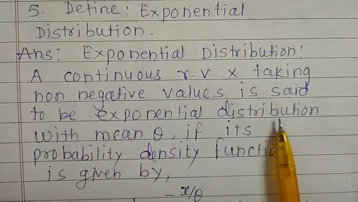 5. Define: Exponential
Distribution.
Ans: Exponential Distribution:
A continuous r v x taking
non negative values is said
to be exponential distribution
with mean θ, if its
probability density functio
is given by,
-x/θ